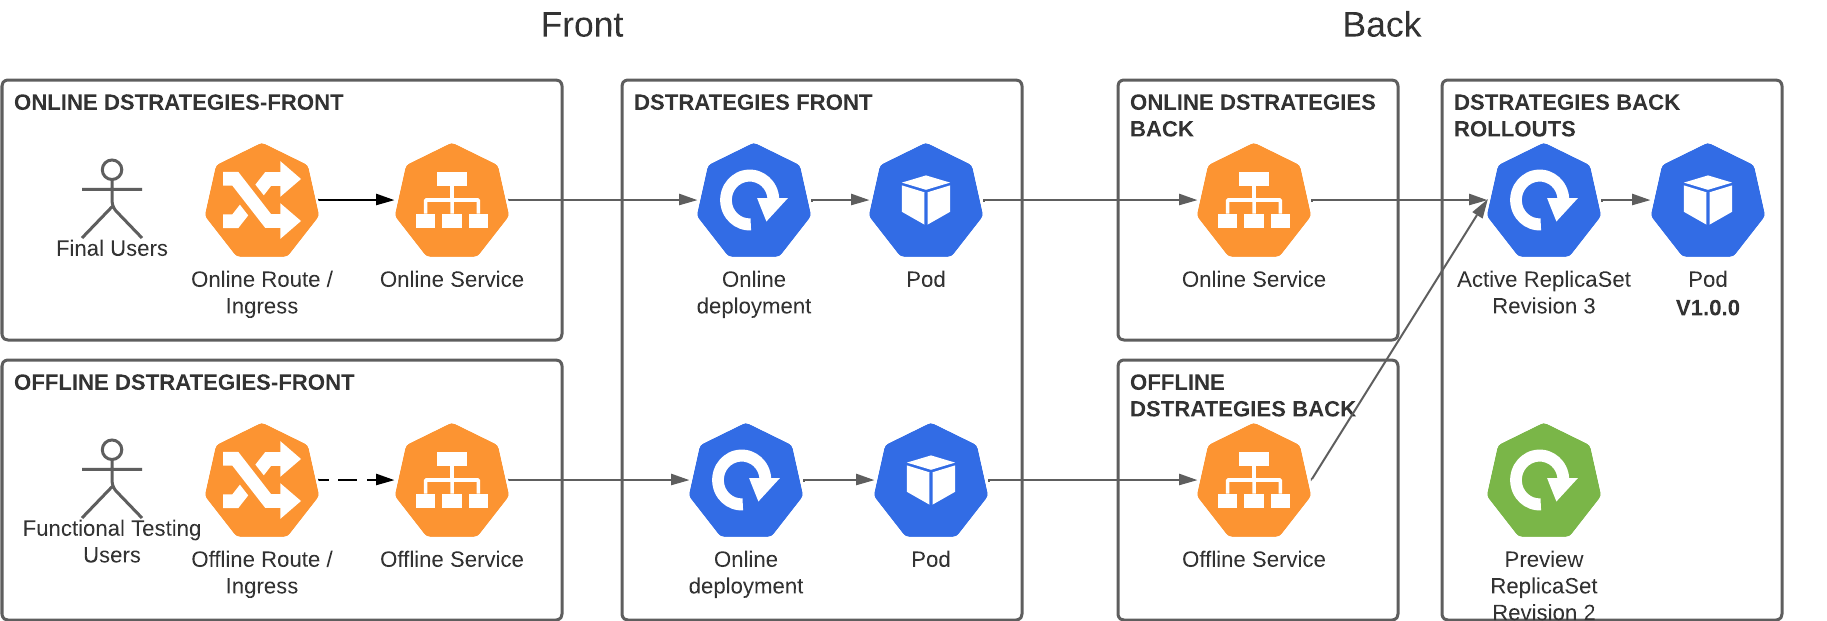 Front
Back
ONLINE DSTRATEGIES-FRONT
Final Users
Online Route /
Ingress
Online Service
DSTRATEGIES FRONT
Online
deployment
Pod
ONLINE DSTRATEGIES
BACK
Online Service
DSTRATEGIES BACK
ROLLOUTS
Active ReplicaSet
Revision 3
Pod
V1.0.0
OFFLINE DSTRATEGIES-FRONT
Functional Testing
Users
Offline Route /
Ingress
Offline Service
Online
deployment
Pod
OFFLINE
DSTRATEGIES BACK
Offline Service
Preview
ReplicaSet
Revision 2